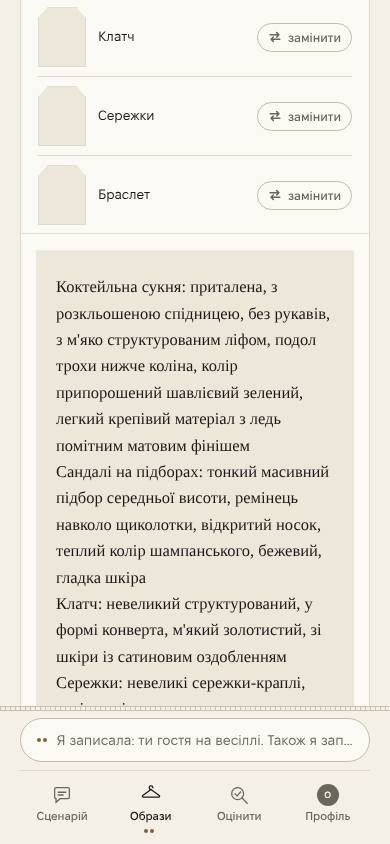 Клатч
замінити
Сережки
замінити
Браслет
замінити
Коктейльна сукня: приталена, з
розкльошеною спідницею, без рукавів,
з м'яко структурованим ліфом, подол
трохи нижче коліна, колір
припорошений шавлієвий зелений,
легкий крепівий матеріал з ледь
помітним матовим фінішем
Сандалі на підборах: тонкий масивний
підбор середньої висоти, ремінець
навколо щиколотки, відкритий носок,
теплий колір шампанського, бежевий,
гладка шкіра
Клатч: невеликий структурований, у
формі конверта, м'який золотистий, зі
шкіри із сатиновим оздобленням
Сережки: невеликі сережки-краплі,
Я записала: ти гостя на весіллі. Також я зап...
Сценарій
Образи
Оцінити
О
Профіль